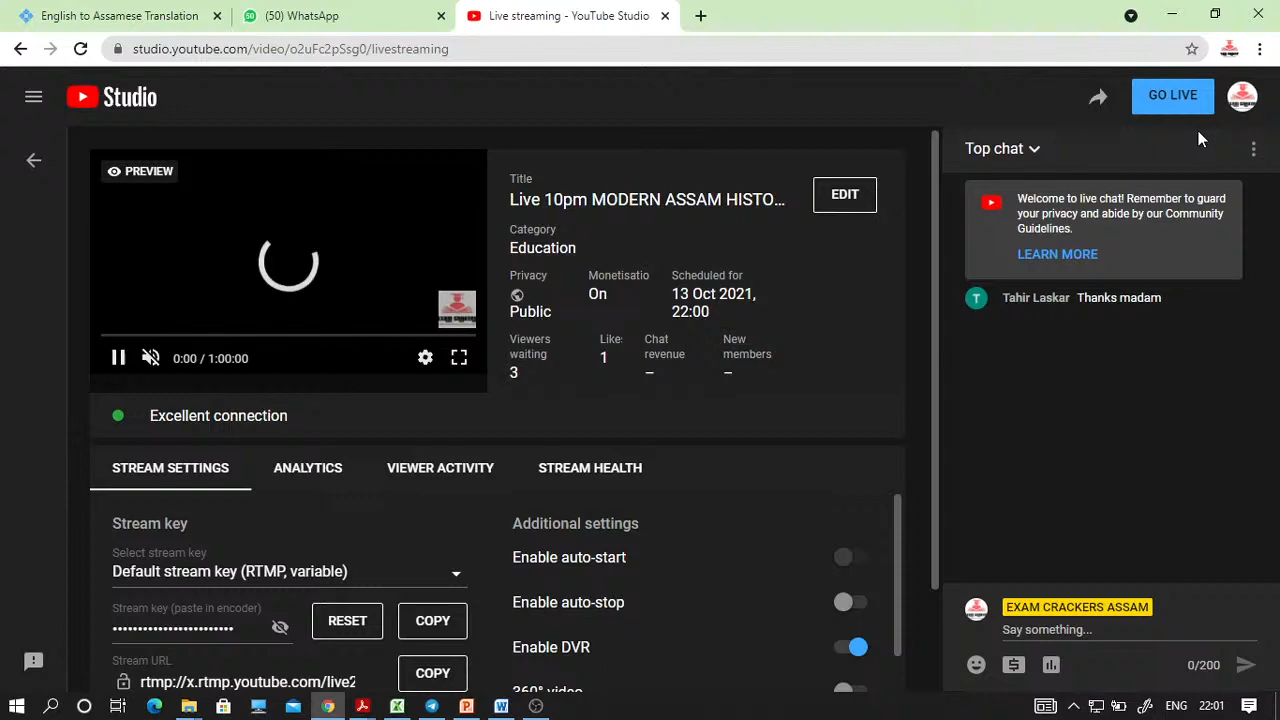 English to Assamese Translation
(50) WhatsApp
Live streaming - YouTube Studio
studio.youtube.com/video/o2uFc2pSsg0/livestreaming
Studio
GO LIVE
PREVIEW
0:00 / 1:00:00
Title
Live 10pm MODERN ASSAM HISTO...
EDIT
Category
Education
Privacy
Public
Monetisatio
On
Scheduled for
13 Oct 2021,
22:00
Viewers
waiting
3
Like
1
Chat
revenue
–
New
members
–
Excellent connection
STREAM SETTINGS
ANALYTICS
VIEWER ACTIVITY
STREAM HEALTH
Stream key
Select stream key
Default stream key (RTMP, variable)
Stream key (paste in encoder)
••••••••••••••••••••••••
RESET
COPY
Stream URL
rtmp://x.rtmp.youtube.com/live2
COPY
Additional settings
Enable auto-start
Enable auto-stop
Enable DVR
360° video
Top chat
Welcome to live chat! Remember to guard
your privacy and abide by our Community
Guidelines.
LEARN MORE
T
Tahir Laskar Thanks madam
EXAM CRACKERS ASSAM
Say something...
0/200
ENG
22:01